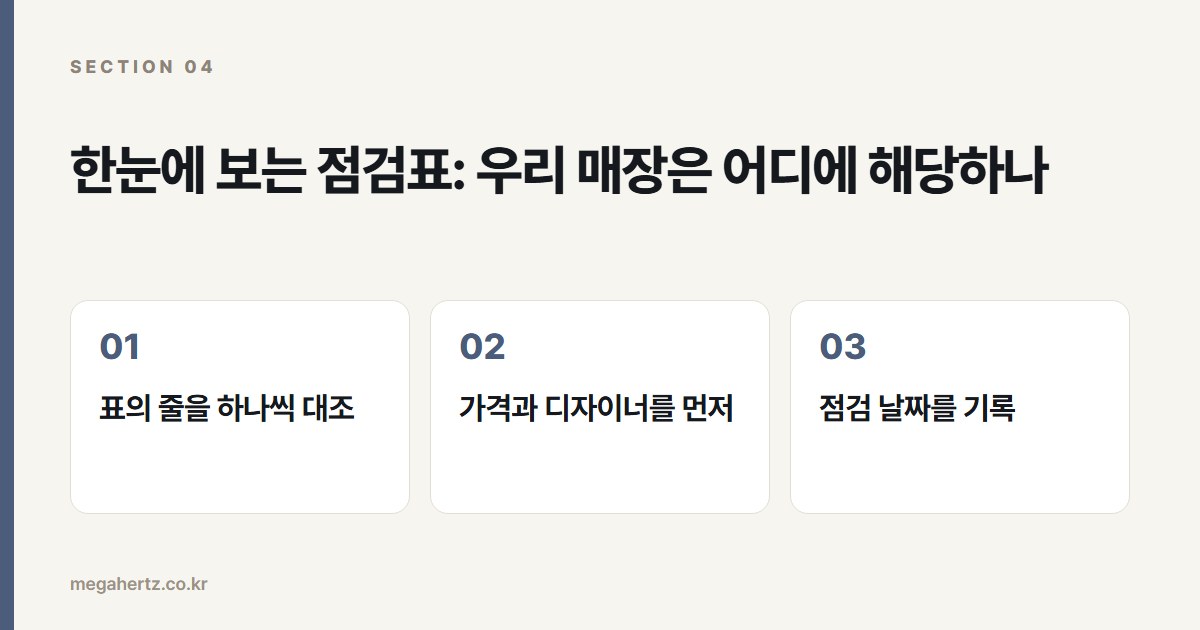 SECTION 04
한눈에 보는 점검표: 우리 매장은 어디에 해당하나
01
표의 줄을 하나씩 대조
02
가격과 디자이너를 먼저
03
점검 날짜를 기록
megahertz.co.kr